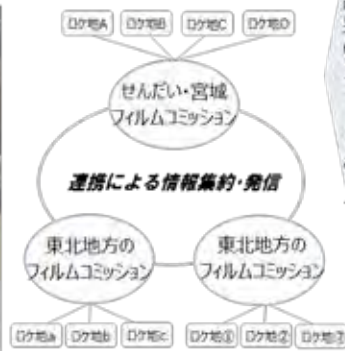 ロケ地A ロケ地B ロケ地C ロケ地D
せんだい・宮城
フィルムコミッション
連携による情報集約・発信
東北地方の
フィルムコミッション
東北地方の
フィルムコミッション
ロケ地a ロケ地b ロケ地c ロケ地① ロケ地② ロケ地③